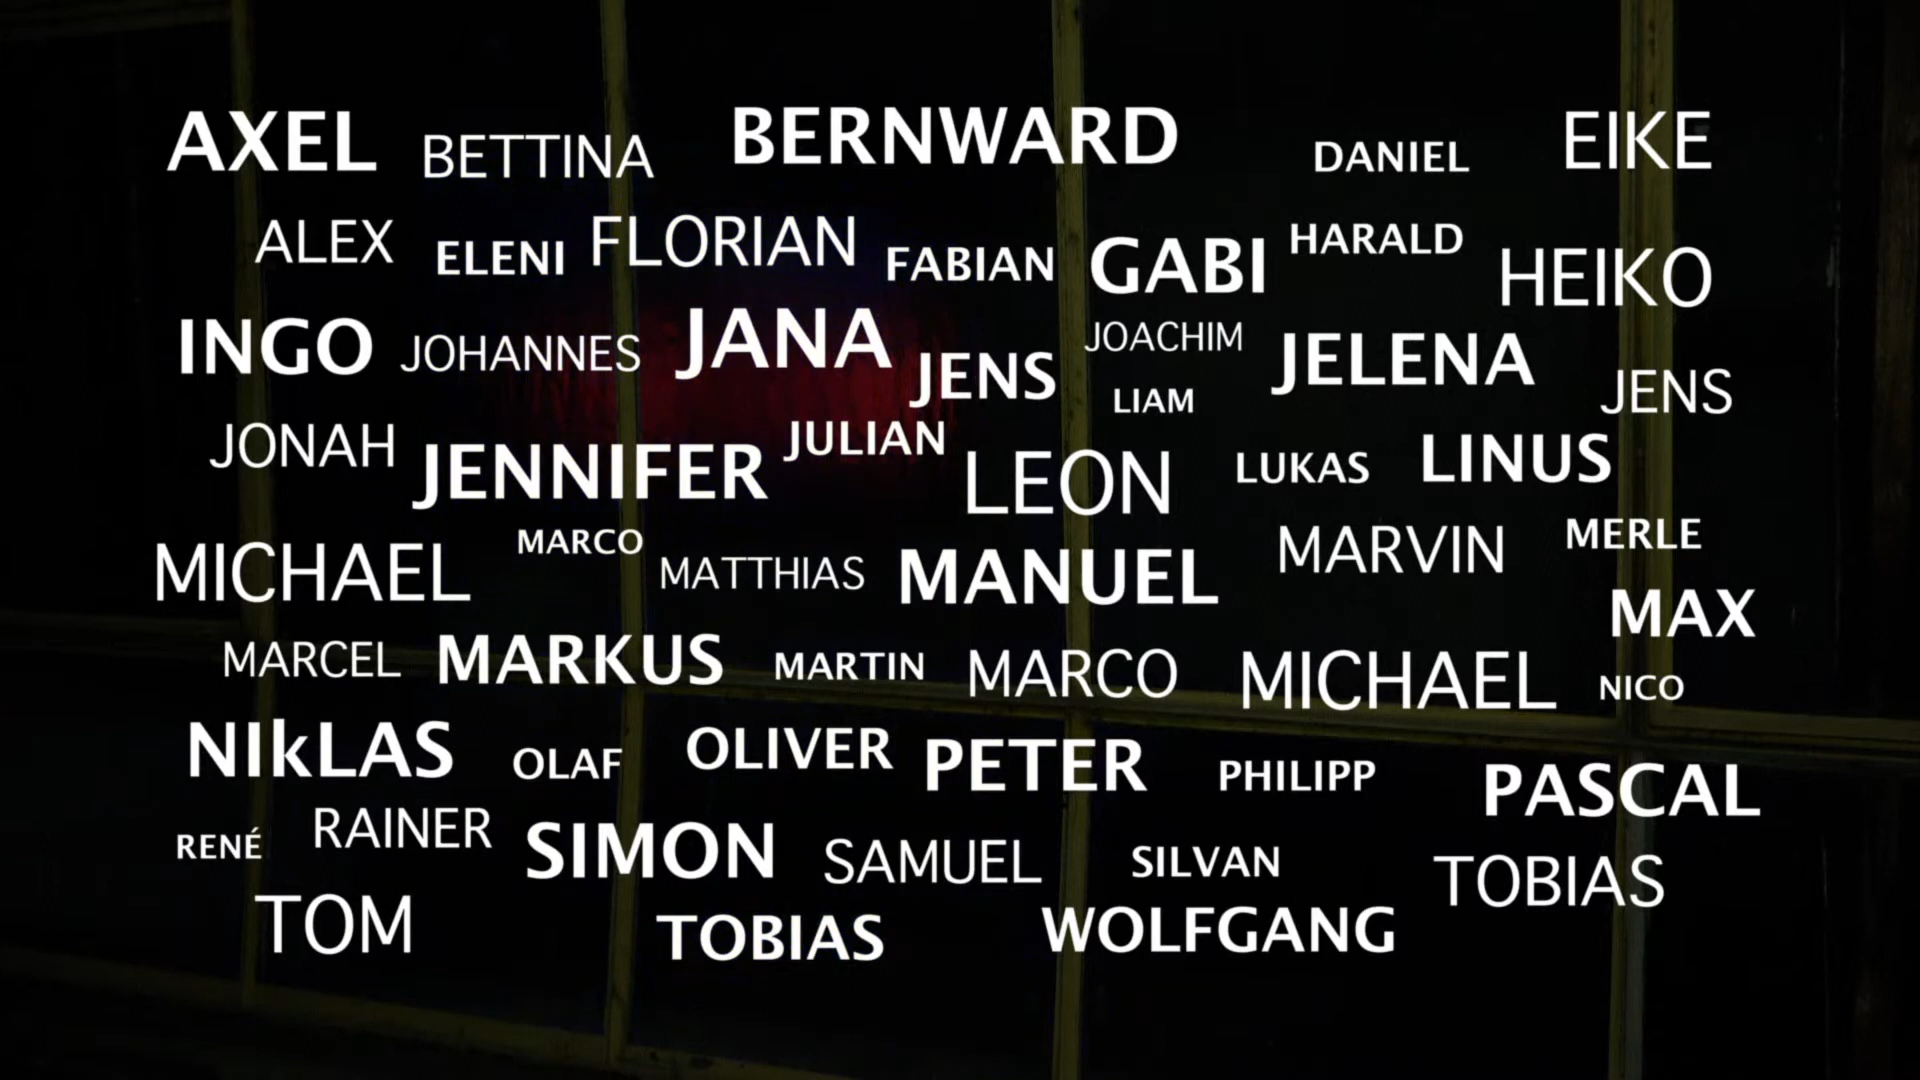 AXEL BETTINA BERNWARD DANIEL EIKE
ALEX ELENI FLORIAN FABIAN GABI HARALD HEIKO
INGO JOHANNES JANA JENS JOACHIM LIAM JELENA JENS
JONAH JENNIFER JULIAN LEON LUKAS LINUS
MICHAEL MARCO MATTHIAS MANUEL MARVIN MERLE MAX
MARCEL MARKUS MARTIN MARCO MICHAEL NICO
NIkLAS OLAF OLIVER PETER PHILIPP PASCAL
RENÉ RAINER SIMON SAMUEL SILVAN TOBIAS
TOM TOBIAS WOLFGANG